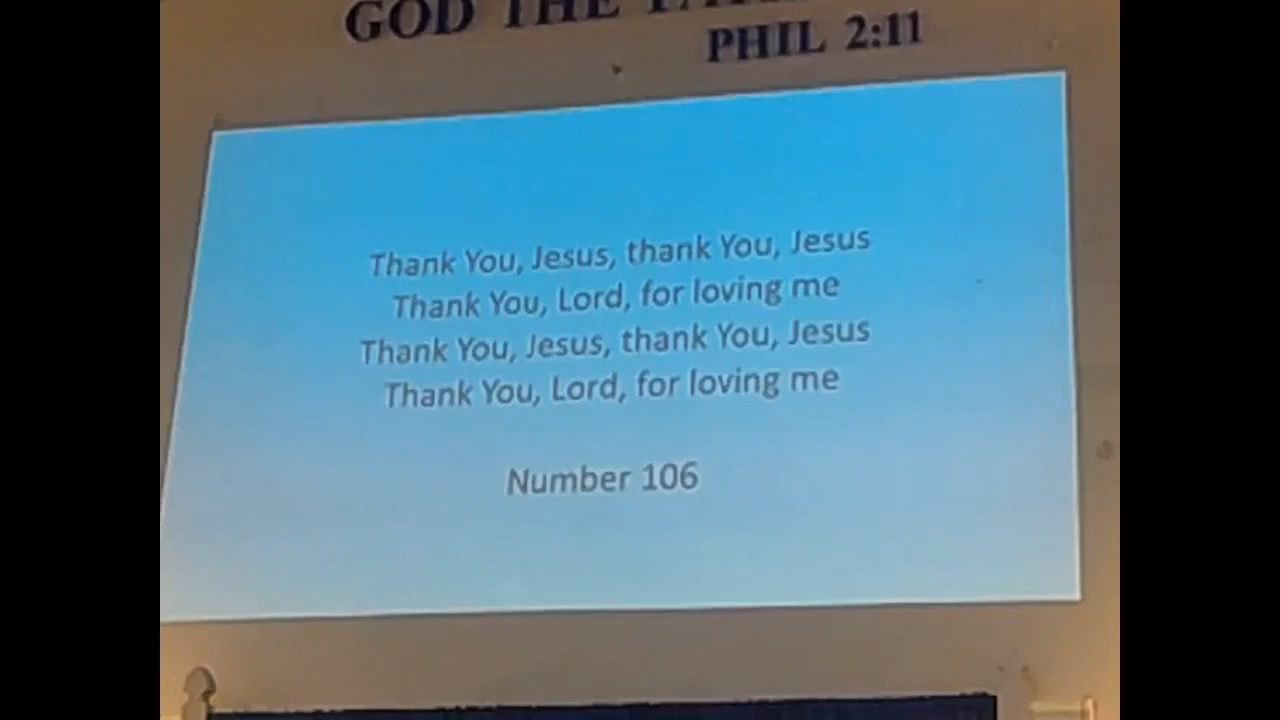 GOD THE
PHIL 2:11
Thank You, Jesus, thank You, Jesus
Thank You, Lord, for loving me
Thank You, Jesus, thank You, Jesus
Thank You, Lord, for loving me
Number 106